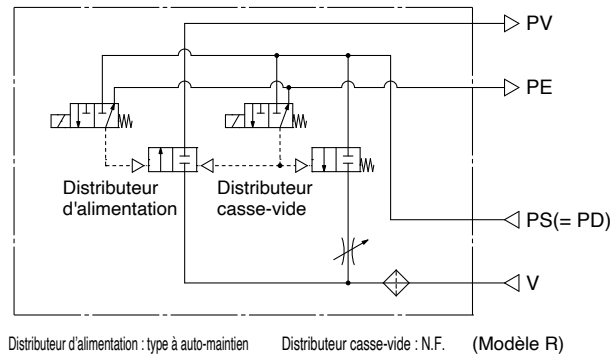 PV
PE
Distributeur
d'alimentation
Distributeur
casse-vide
PS(= PD)
V
Distributeur d'alimentation : type à auto-maintien Distributeur casse-vide : N.F. (Modèle R)